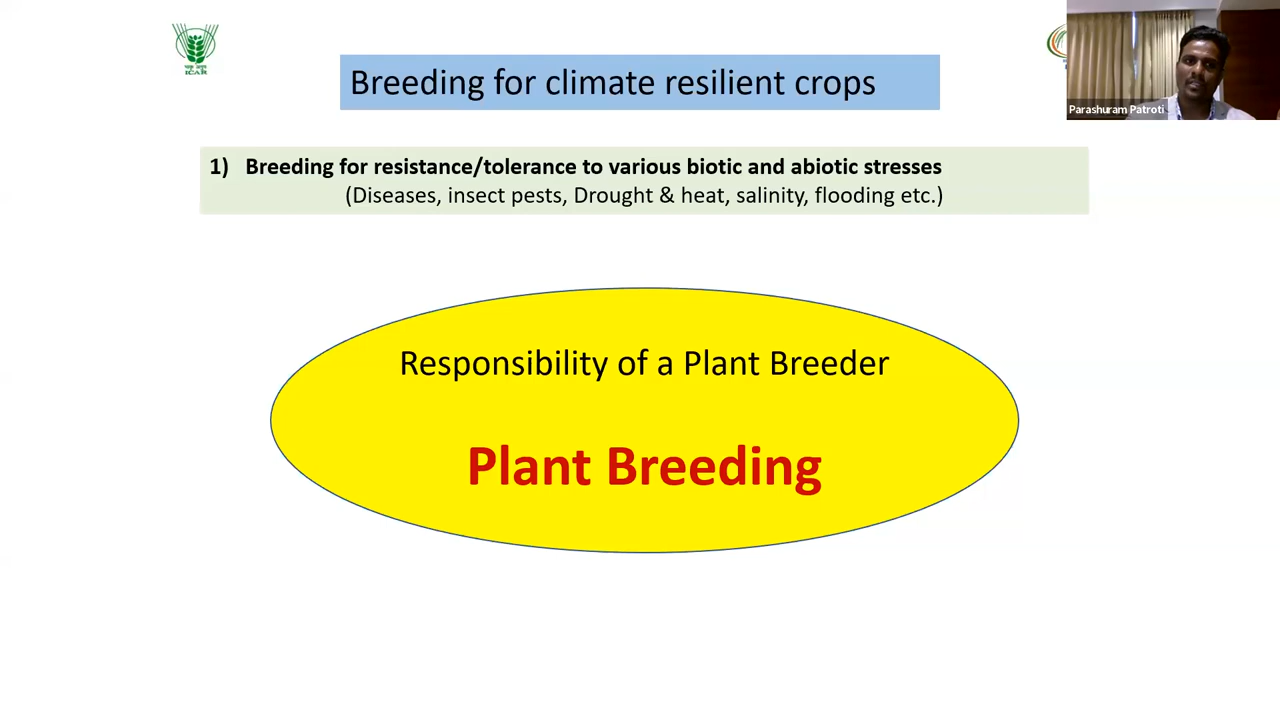 Breeding for climate resilient crops
Parashuram Patroti
1) Breeding for resistance/tolerance to various biotic and abiotic stresses
(Diseases, insect pests, Drought & heat, salinity, flooding etc.)
Responsibility of a Plant Breeder
Plant Breeding
ICAR